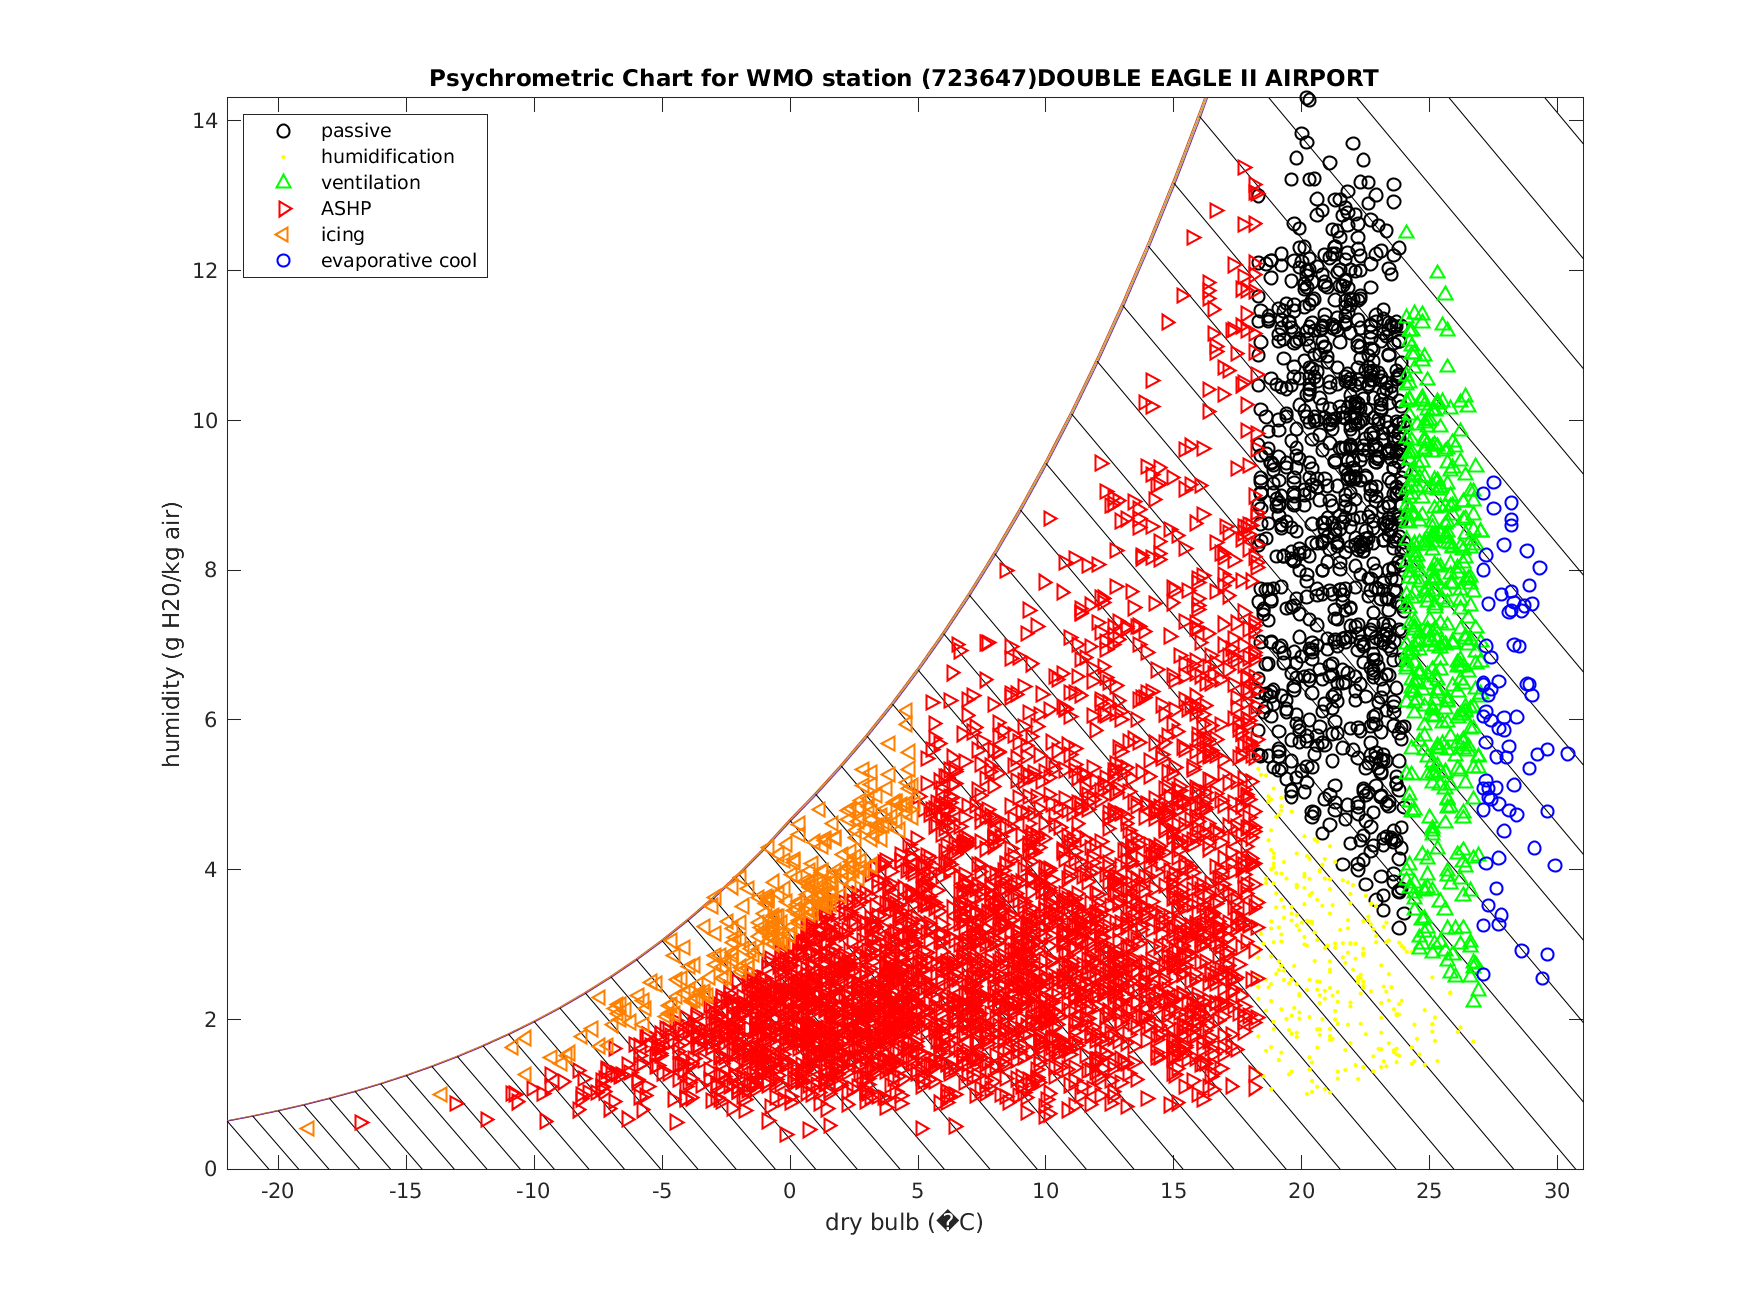 Psychrometric Chart for WMO station (723647)DOUBLE EAGLE II AIRPORT
passive
humidification
ventilation
ASHP
icing
evaporative cool
14
12
10
8
6
4
2
0
humidity (g H20/kg air)
-20 -15 -10 -5 0 5 10 15 20 25 30
dry bulb (�C)